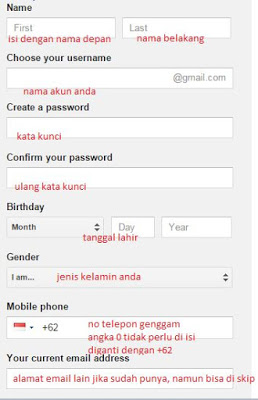 Name
First Last
isi dengan nama depan nama belakang
Choose your username
@gmail.com
nama akun anda
Create a password
kata kunci
Confirm your password
ulang kata kunci
Birthday
Month Day Year
tanggal lahir
Gender
I am... jenis kelamin anda
Mobile phone
+62 no telepon genggam
angka 0 tidak perlu di isi
diganti dengan +62
Your current email address
alamat email lain jika sudah punya, namun bisa di skip